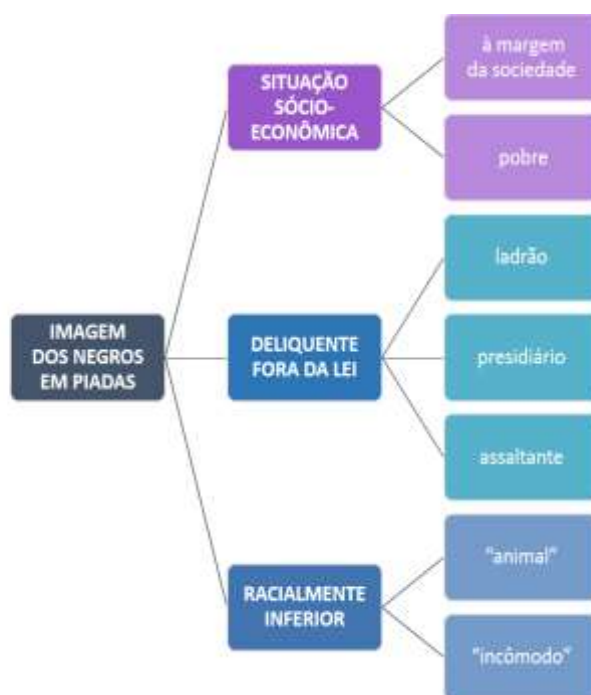 à margem
da sociedade
SITUAÇÃO
SÓCIO-
ECONÔMICA
pobre
ladrão
IMAGEM
DOS NEGROS
EM PIADAS
DELIQUENTE
FORA DA LEI
presidiário
assaltante
"animal"
RACIALMENTE
INFERIOR
"incômodo"